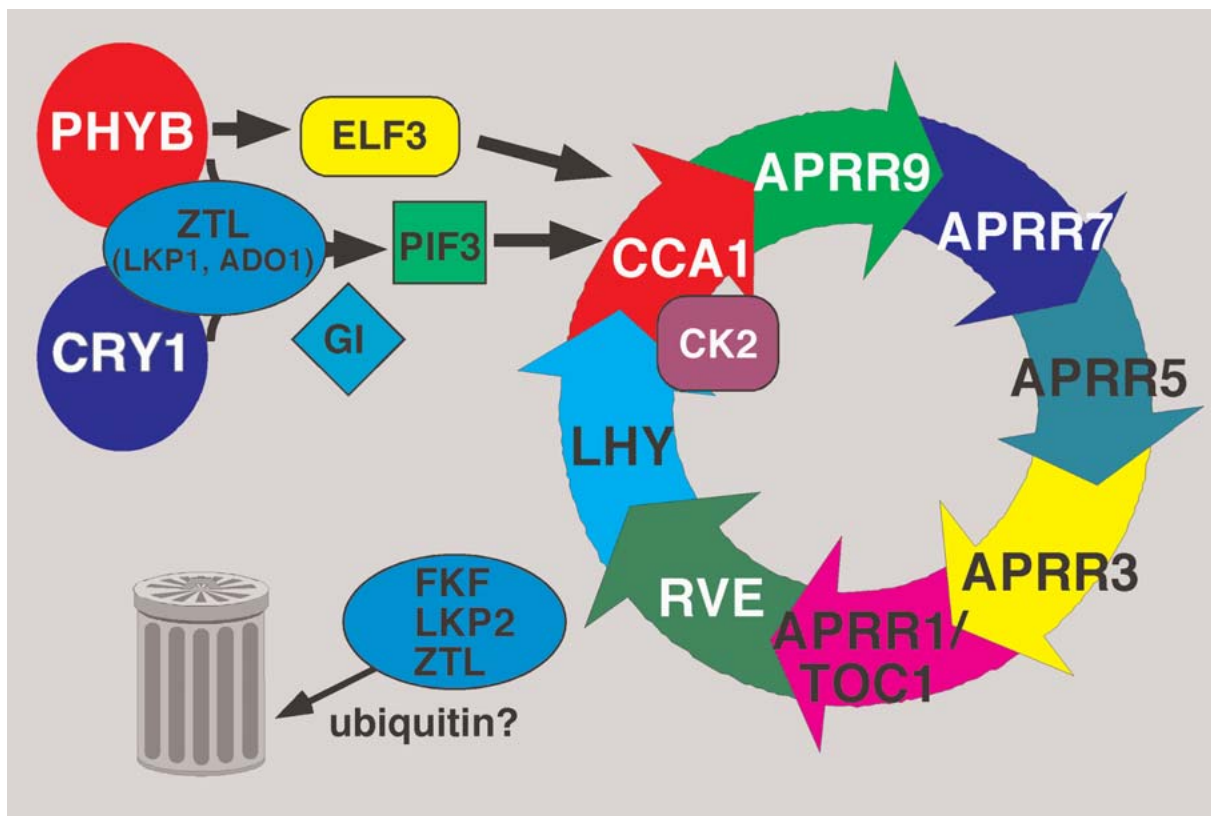 PHYB
ELF3
ZTL
(LKP1, ADO1)
PIF3
GI
CRY1
CCA1
CK2
APRR9
APRR7
APRR5
APRR3
APRR1/
TOC1
RVE
LHY
FKF
LKP2
ZTL
ubiquitin?